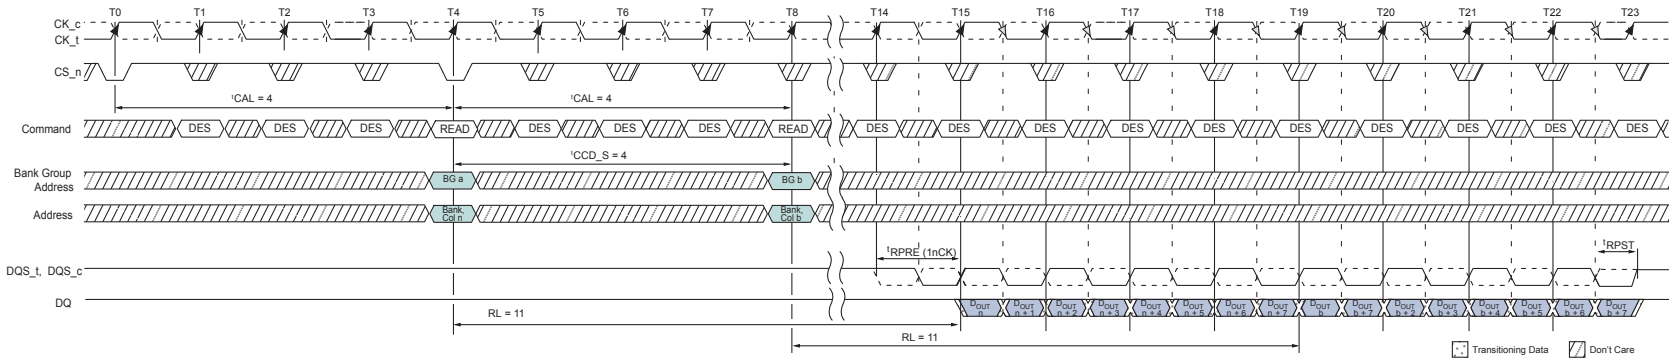 T0 T1 T2 T3 T4 T5 T6 T7 T8 T14 T15 T16 T17 T18 T19 T20 T21 T22 T23
CK_c
CK_t
CS_n
tCAL = 4 tCAL = 4
Command DES DES DES READ DES DES DES READ DES DES DES DES DES DES DES DES DES DES
tCCD_S = 4
Bank Group
Address BG a BG b
Address Bank, Col n Bank, Col b
tRPRE (1nCK) tRPST
DQS_t, DQS_c
DQ DOUT n DOUT n + 1 DOUT n + 2 DOUT n + 3 DOUT n + 4 DOUT n + 5 DOUT n + 6 DOUT n + 7 DOUT b DOUT b + 7 DOUT b + 2 DOUT b + 3 DOUT b + 4 DOUT b + 5 DOUT b + 6 DOUT b + 7
RL = 11
RL = 11
Transitioning Data Don't Care